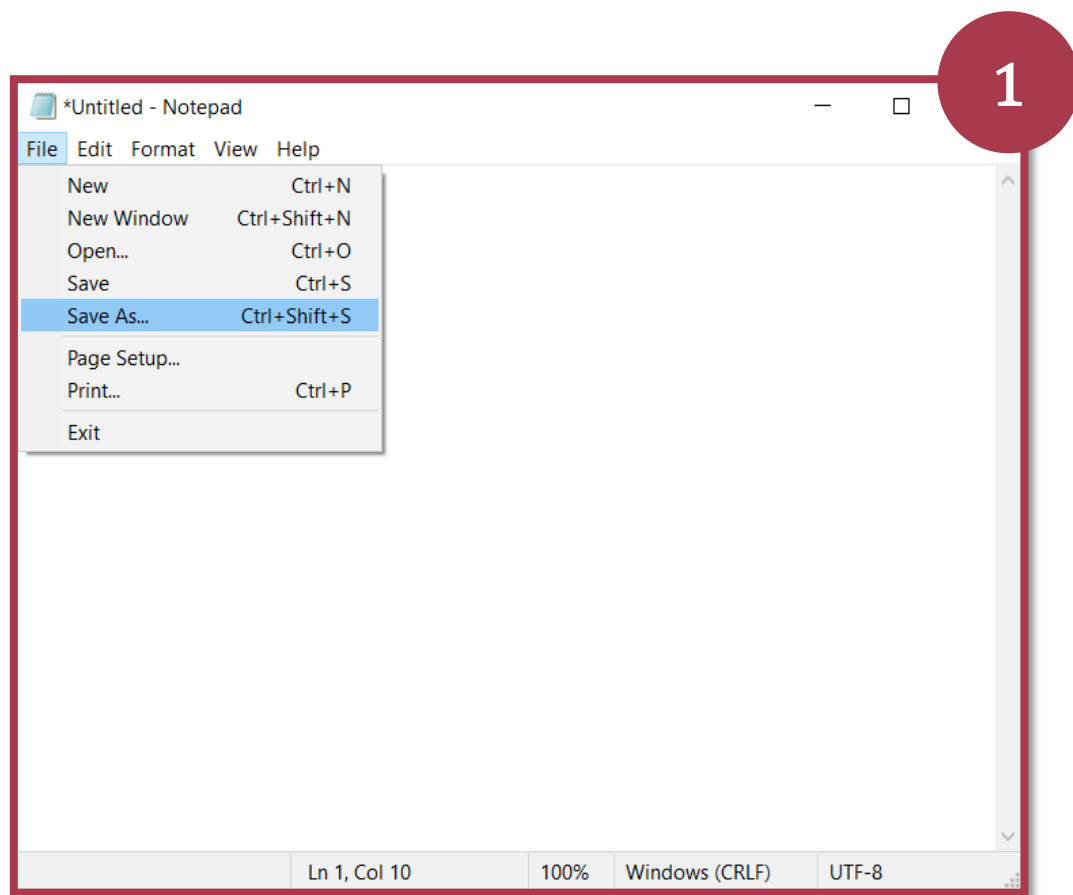 1
*Untitled - Notepad
File Edit Format View Help
New Ctrl+N
New Window Ctrl+Shift+N
Open... Ctrl+O
Save Ctrl+S
Save As... Ctrl+Shift+S
Page Setup...
Print... Ctrl+P
Exit
Ln 1, Col 10 100% Windows (CRLF) UTF-8